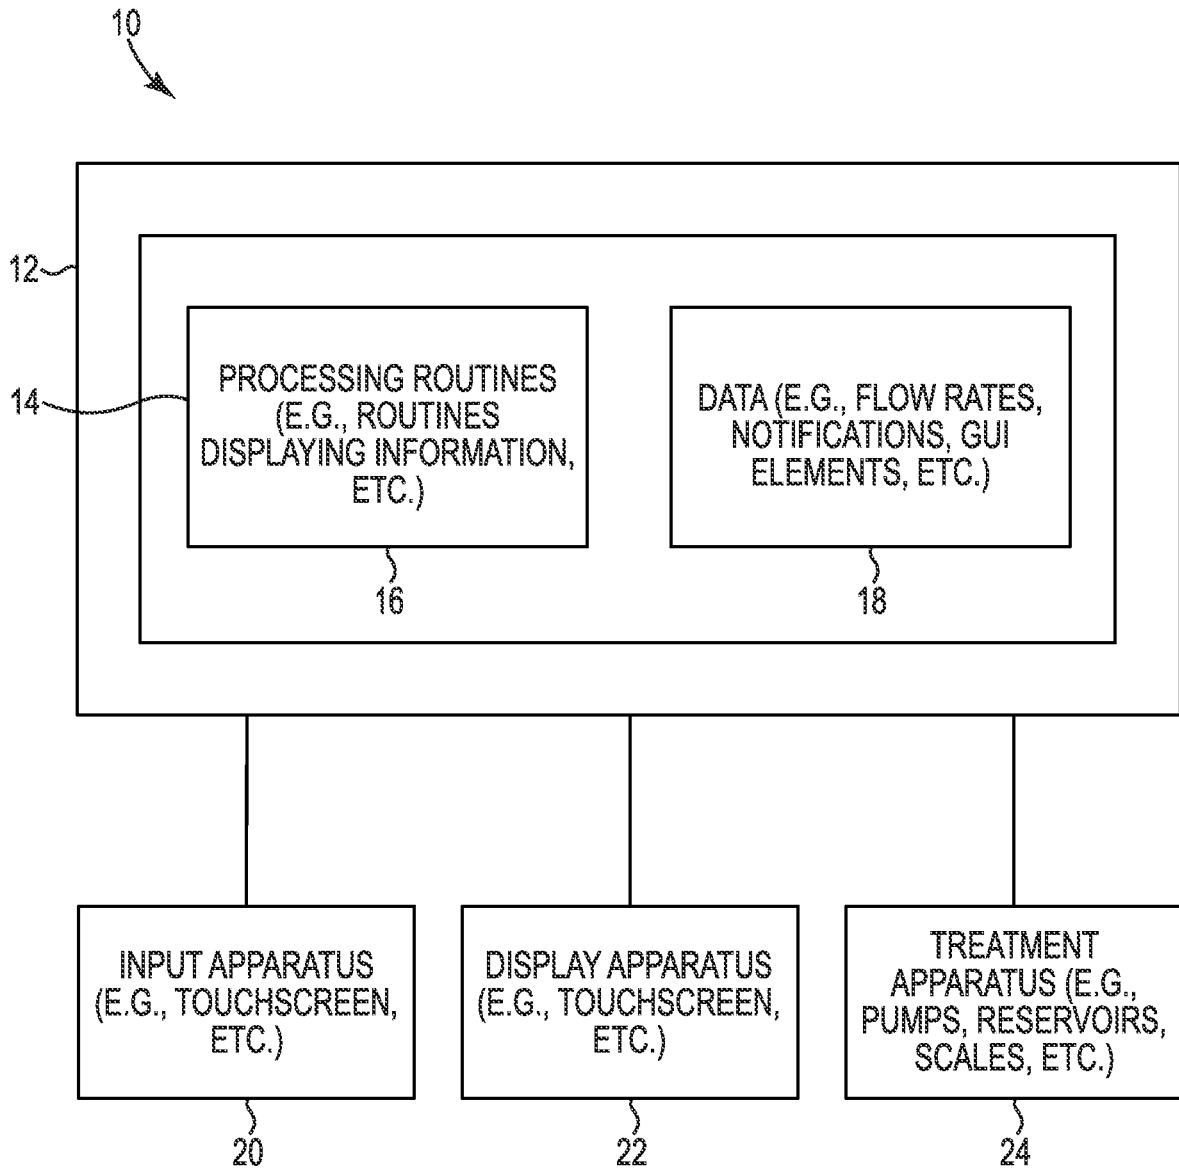 10
12
14
PROCESSING ROUTINES
(E.G., ROUTINES
DISPLAYING INFORMATION,
ETC.)
16
DATA (E.G., FLOW RATES,
NOTIFICATIONS, GUI
ELEMENTS, ETC.)
18
INPUT APPARATUS
(E.G., TOUCHSCREEN,
ETC.)
20
DISPLAY APPARATUS
(E.G., TOUCHSCREEN,
ETC.)
22
TREATMENT
APPARATUS (E.G.,
PUMPS, RESERVOIRS,
SCALES, ETC.)
24